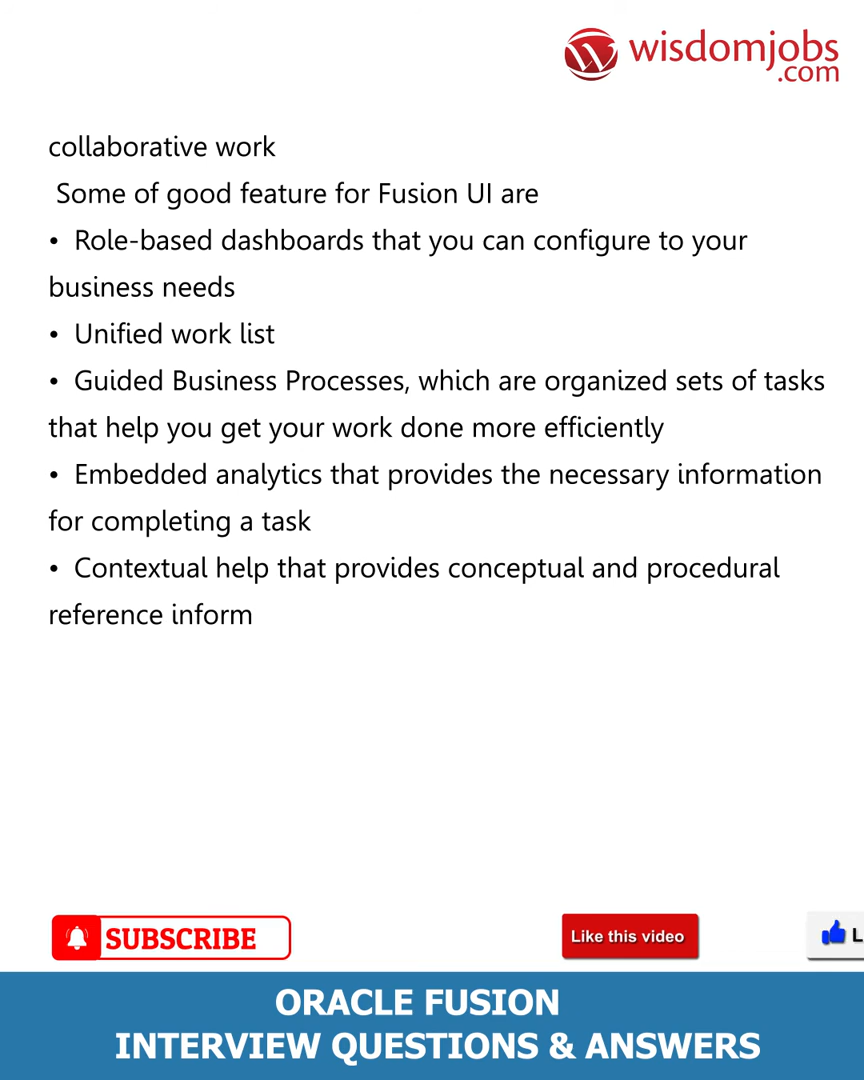 wisdomjobs
.com
collaborative work
Some of good feature for Fusion UI are
• Role-based dashboards that you can configure to your
business needs
• Unified work list
• Guided Business Processes, which are organized sets of tasks
that help you get your work done more efficiently
• Embedded analytics that provides the necessary information
for completing a task
• Contextual help that provides conceptual and procedural
reference inform
SUBSCRIBE
Like this video
L
ORACLE FUSION
INTERVIEW QUESTIONS & ANSWERS